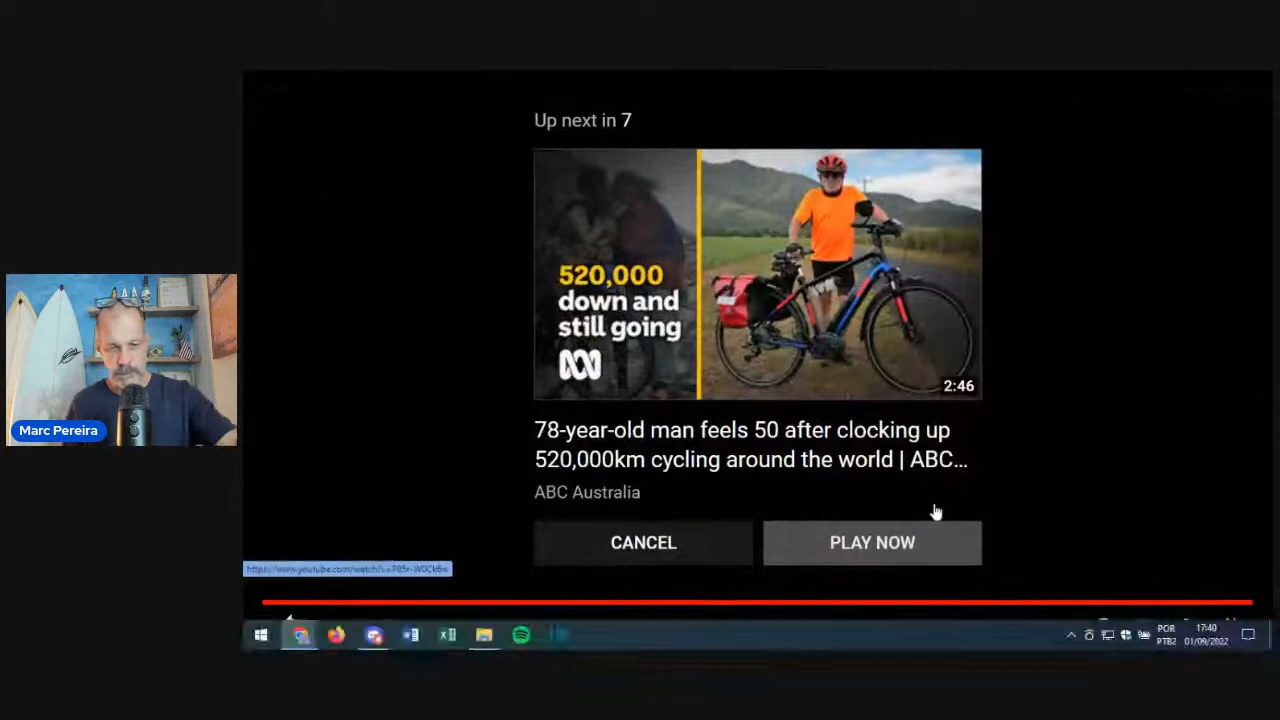 Up next in 7
520,000
down and
still going
2:46
78-year-old man feels 50 after clocking up
520,000km cycling around the world | ABC...
ABC Australia
CANCEL
PLAY NOW
Marc Pereira
POR
PTB2
17:40
01/09/2022